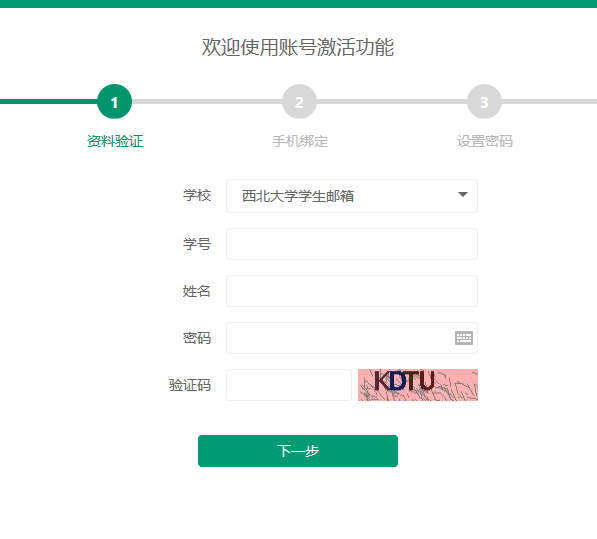 欢迎使用账号激活功能
1 2 3
资料验证 手机绑定 设置密码
学校 西北大学学生邮箱
学号
姓名
密码
验证码 KDTU
下一步